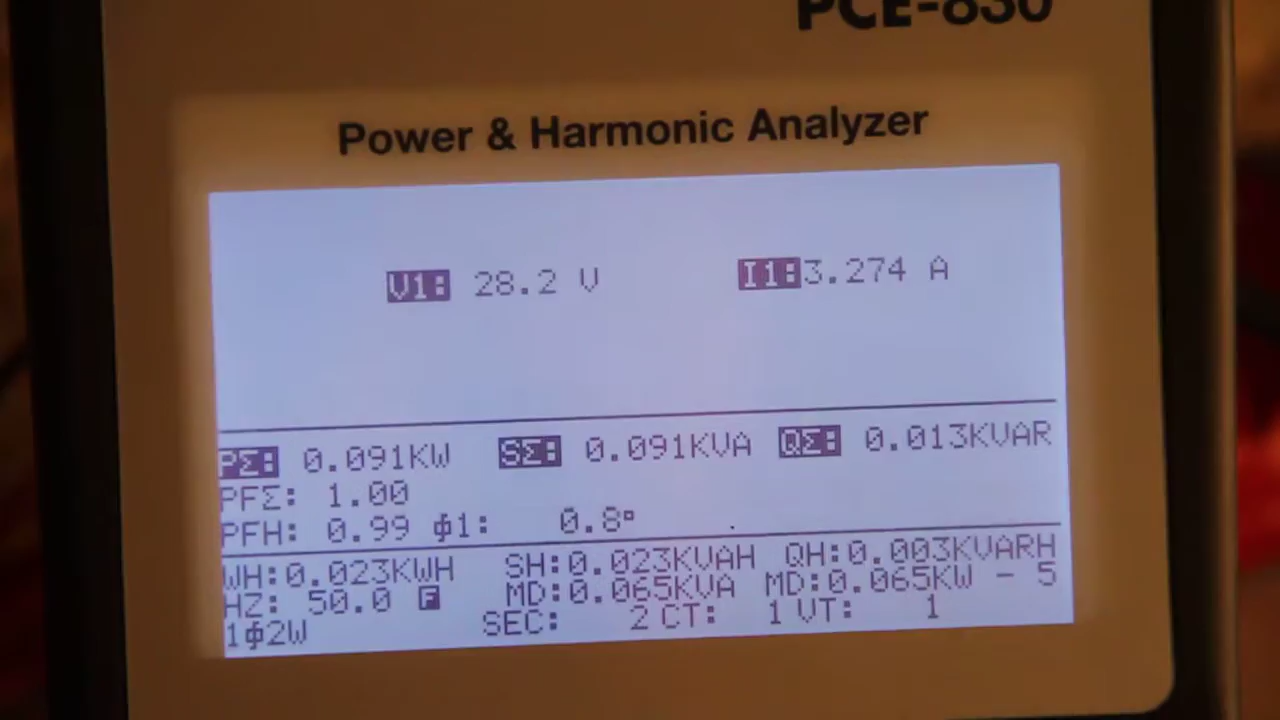 PCE-830
Power & Harmonic Analyzer
V1: 28.2 V I1:3.274 A
PΣ: 0.091KW SΣ: 0.091KVA QΣ: 0.013KVAR
PFΣ: 1.00
PFH: 0.99 ϕ1: 0.8°
WH:0.023KWH SH:0.023KVAH QH:0.003KVARH
HZ: 50.0 F MD:0.065KVA MD:0.065KW - 5
1ϕ2W SEC: 2 CT: 1 VT: 1